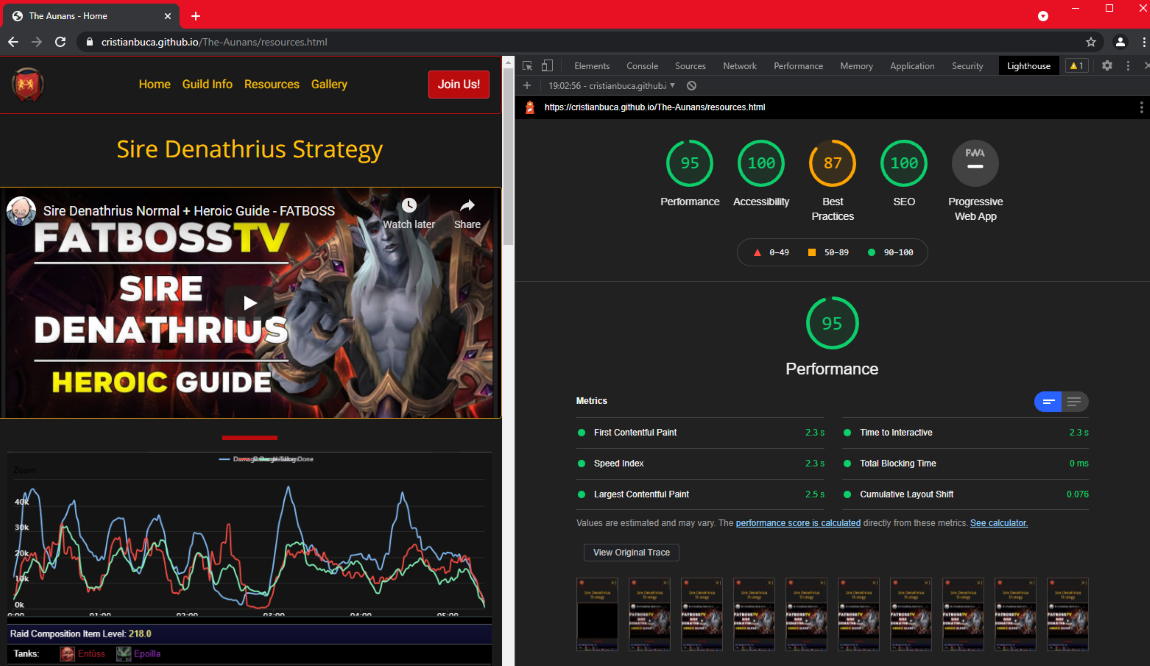 The Aunans - Home
cristianbuca.github.io/The-Aunans/resources.html
Home Guild Info Resources Gallery Join Us!
Sire Denathrius Strategy
Sire Denathrius Normal + Heroic Guide - FATBOSS
Watch later Share
FATBOSSTV
SIRE
DENATHRIUS
HEROIC GUIDE
Zoom
40k
30k
20k
10k
0k
0:00 01:00 02:00 03:00 04:00 05:00
Raid Composition Item Level: 218.0
Tanks: Entûss Epoilla
Elements Console Sources Network Performance Memory Application Security Lighthouse 1
19:02:56 - cristianbuca.github.i
https://cristianbuca.github.io/The-Aunans/resources.html
95 100 87 100 PWA
Performance Accessibility Best Practices SEO Progressive Web App
0–49 50–89 90–100
95
Performance
Metrics
First Contentful Paint 2.3 s Time to Interactive 2.3 s
Speed Index 2.3 s Total Blocking Time 0 ms
Largest Contentful Paint 2.5 s Cumulative Layout Shift 0.076
Values are estimated and may vary. The performance score is calculated directly from these metrics. See calculator.
View Original Trace